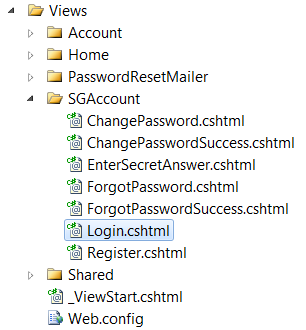 Views
Account
Home
PasswordResetMailer
SGAccount
ChangePassword.cshtml
ChangePasswordSuccess.cshtml
EnterSecretAnswer.cshtml
ForgotPassword.cshtml
ForgotPasswordSuccess.cshtml
Login.cshtml
Register.cshtml
Shared
_ViewStart.cshtml
Web.config